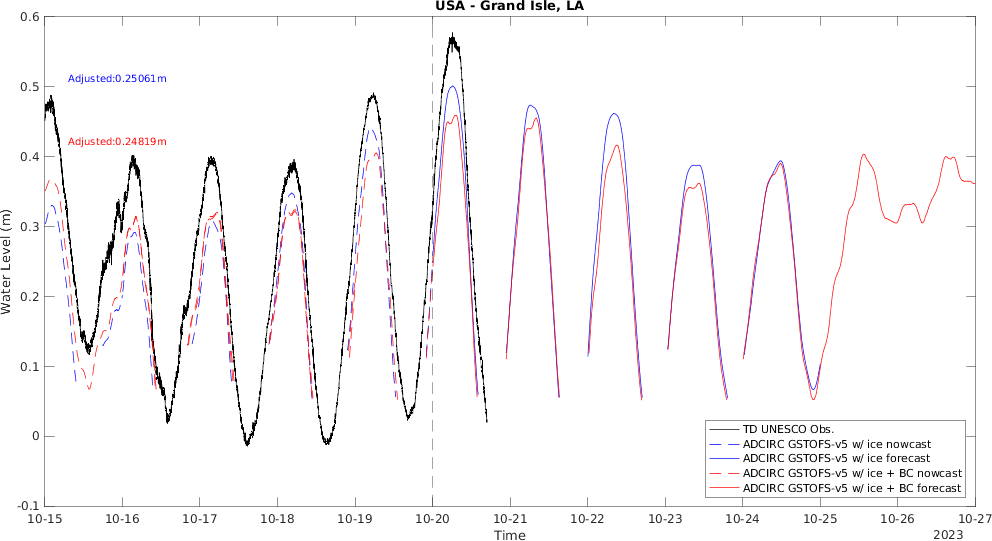 USA - Grand Isle, LA
0.6
0.5
0.4
0.3
0.2
0.1
0
-0.1
Water Level (m)
Adjusted:0.25061m
Adjusted:0.24819m
TD UNESCO Obs.
ADCIRC GSTOFS-v5 w/ ice nowcast
ADCIRC GSTOFS-v5 w/ ice forecast
ADCIRC GSTOFS-v5 w/ ice + BC nowcast
ADCIRC GSTOFS-v5 w/ ice + BC forecast
10-15 10-16 10-17 10-18 10-19 10-20 10-21 10-22 10-23 10-24 10-25 10-26 10-27
Time
2023